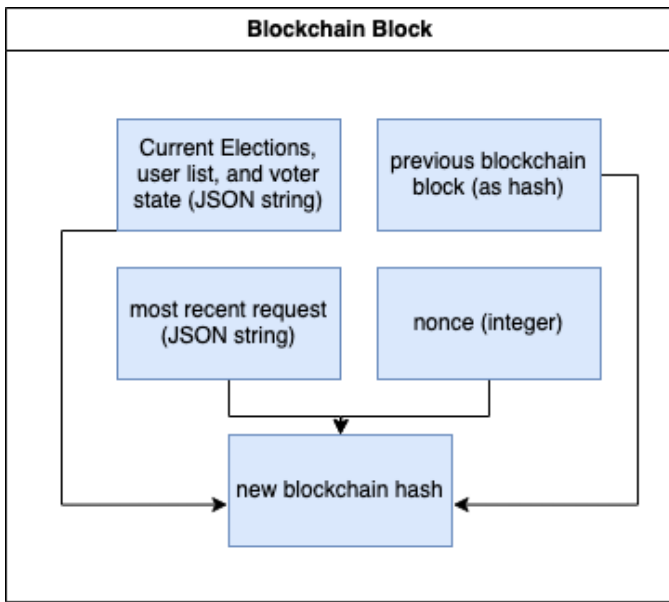 Blockchain Block
Current Elections,
user list, and voter
state (JSON string)
previous blockchain
block (as hash)
most recent request
(JSON string)
nonce (integer)
new blockchain hash